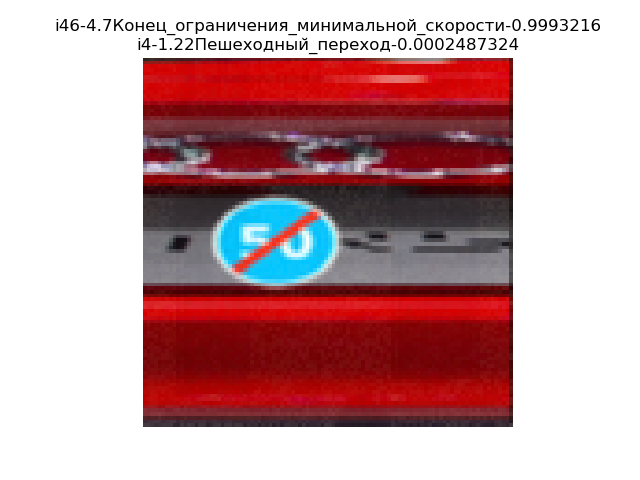 i46-4.7Конец_ограничения_минимальной_скорости-0.9993216
i4-1.22Пешеходный_переход-0.0002487324
50